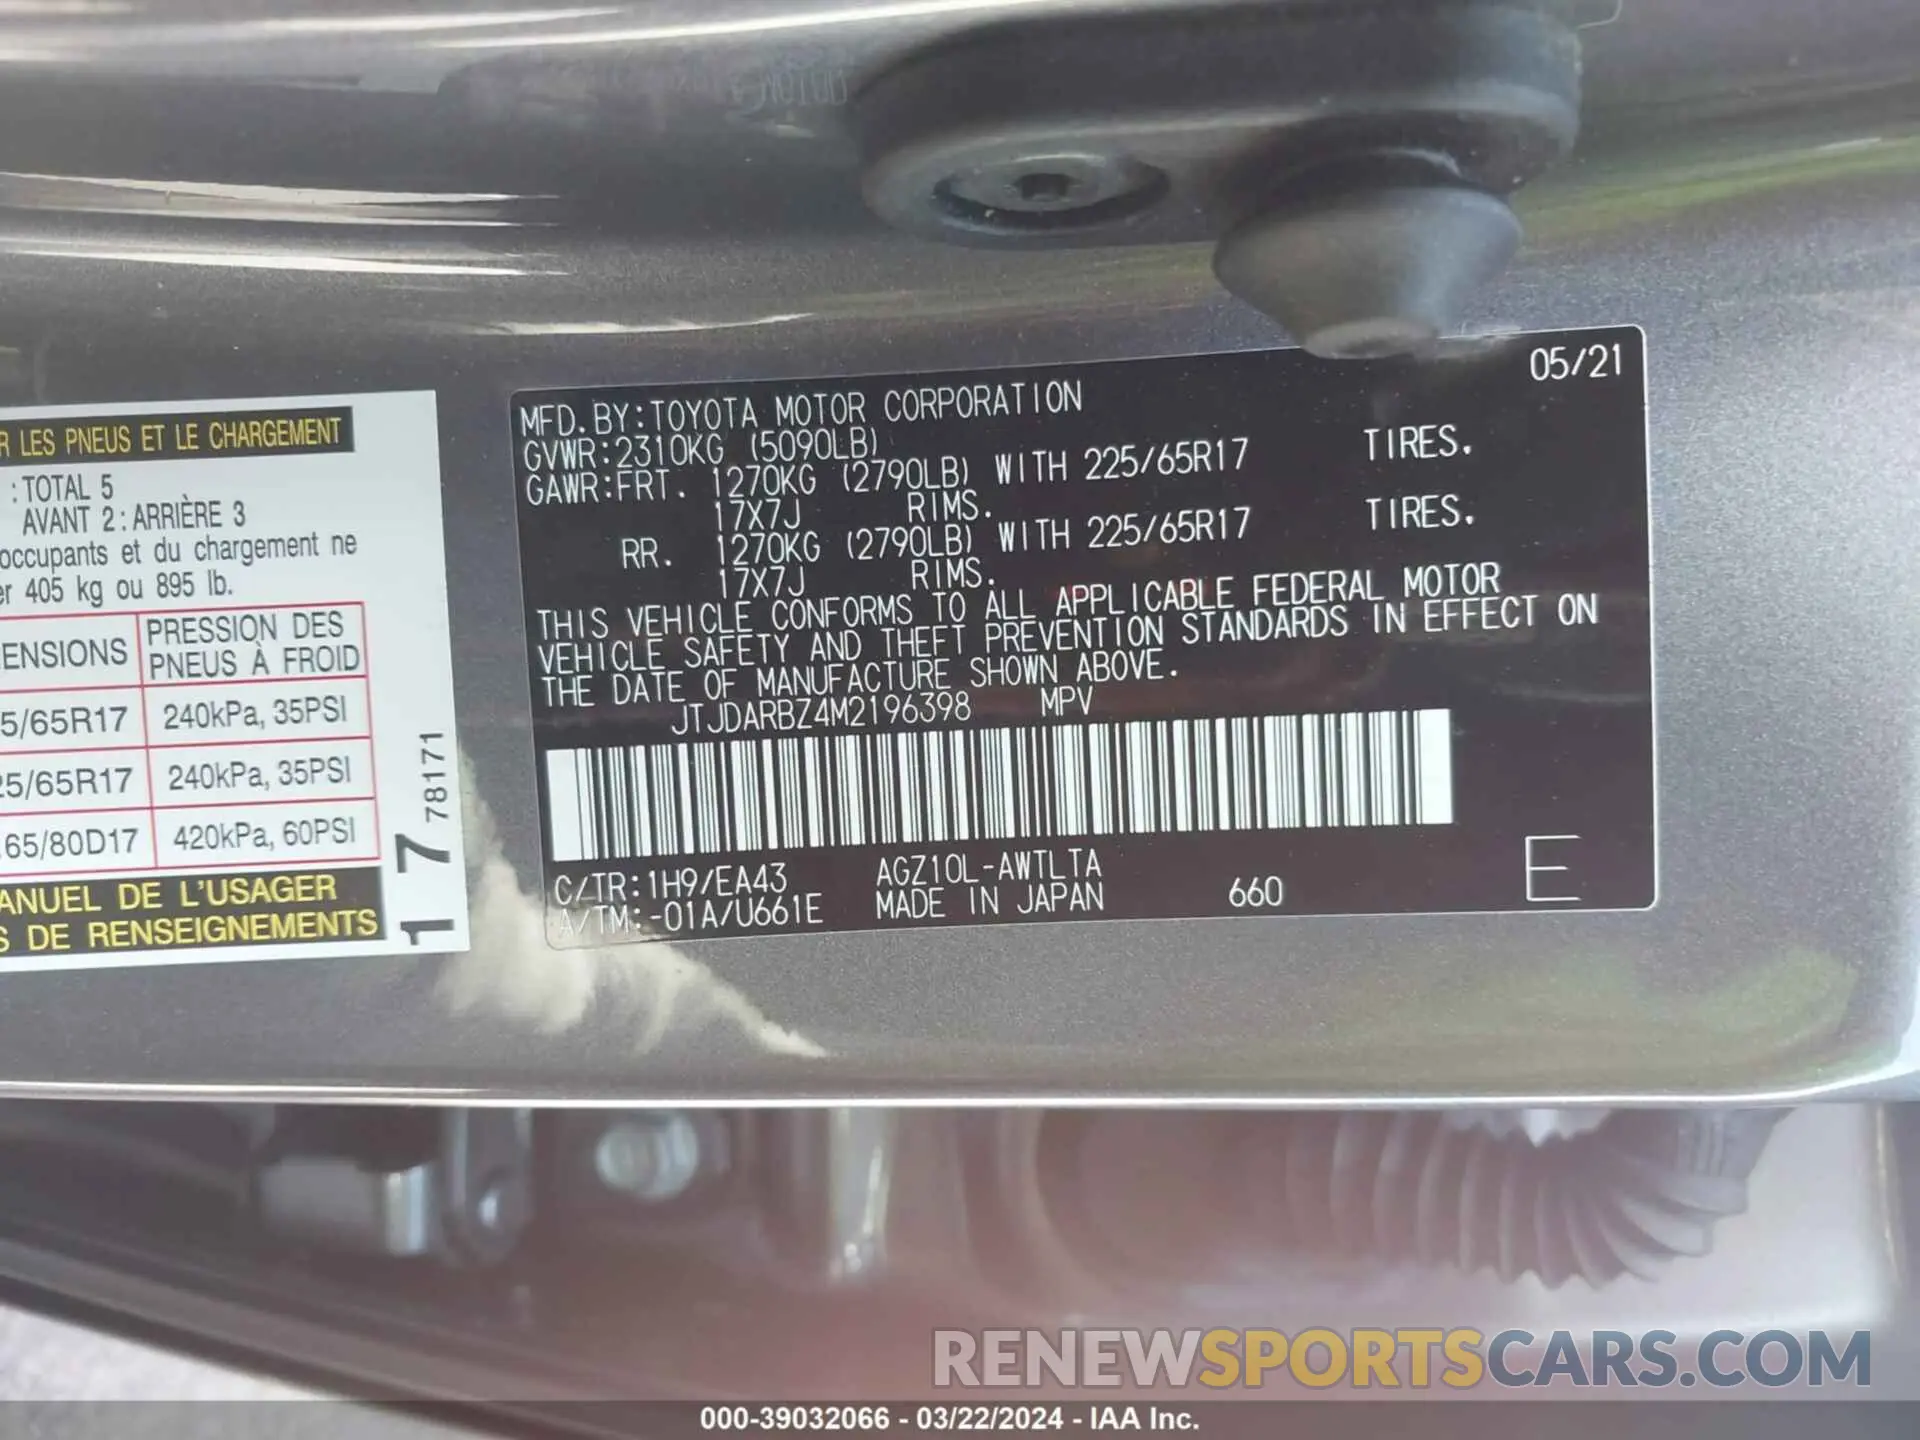 R LES PNEUS ET LE CHARGEMENT
:TOTAL 5
AVANT 2:ARRIÈRE 3
occupants et du chargement ne
er 405 kg ou 895 lb.
ENSIONS PRESSION DES
PNEUS À FROID
5/65R17 240kPa, 35PSI
25/65R17 240kPa, 35PSI
65/80D17 420kPa, 60PSI
ANUEL DE L'USAGER
S DE RENSEIGNEMENTS
1 7 78171
05/21
MFD.BY:TOYOTA MOTOR CORPORATION
GVWR:2310KG (5090LB)
GAWR:FRT. 1270KG (2790LB) WITH 225/65R17 TIRES.
17X7J RIMS.
RR. 1270KG (2790LB) WITH 225/65R17 TIRES.
17X7J RIMS.
THIS VEHICLE CONFORMS TO ALL APPLICABLE FEDERAL MOTOR
VEHICLE SAFETY AND THEFT PREVENTION STANDARDS IN EFFECT ON
THE DATE OF MANUFACTURE SHOWN ABOVE.
JTJDARBZ4M2196398 MPV
C/TR:1H9/EA43 AGZ10L-AWTLTA
A/TM:-01A/U661E MADE IN JAPAN 660 E
RENEWSPORTSCARS.COM
000-39032066 - 03/22/2024 - IAA Inc.